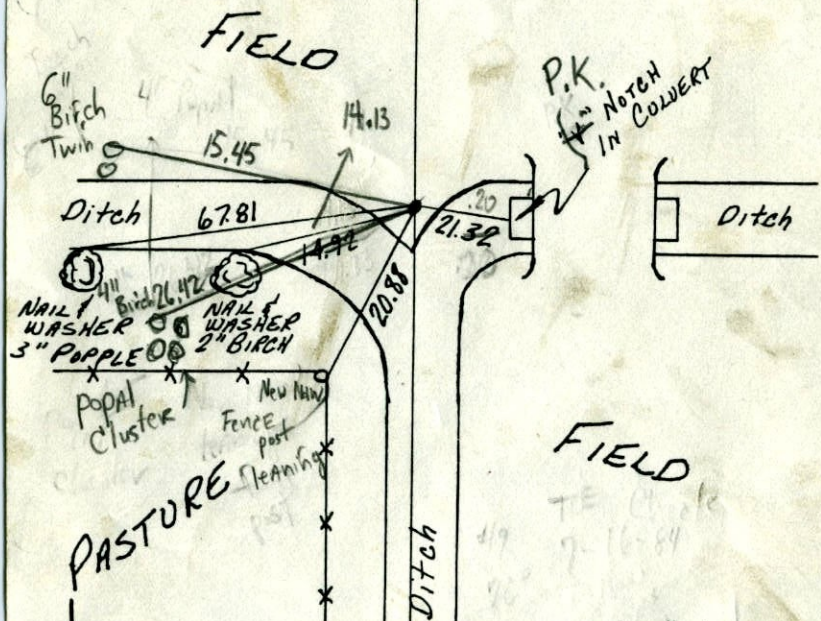 FIELD
P.K.
"V" NOTCH
IN CULVERT
6"
Birch
Twin
14.13
15.45
Ditch
67.81
.20
21.32
Ditch
14.92
20.88
4"
Birch
26.42
NAIL &
WASHER
3" POPPLE
NAIL &
WASHER
2" BIRCH
Popal
Cluster
New Nail
Fence
post
leaning
FIELD
PASTURE
Ditch